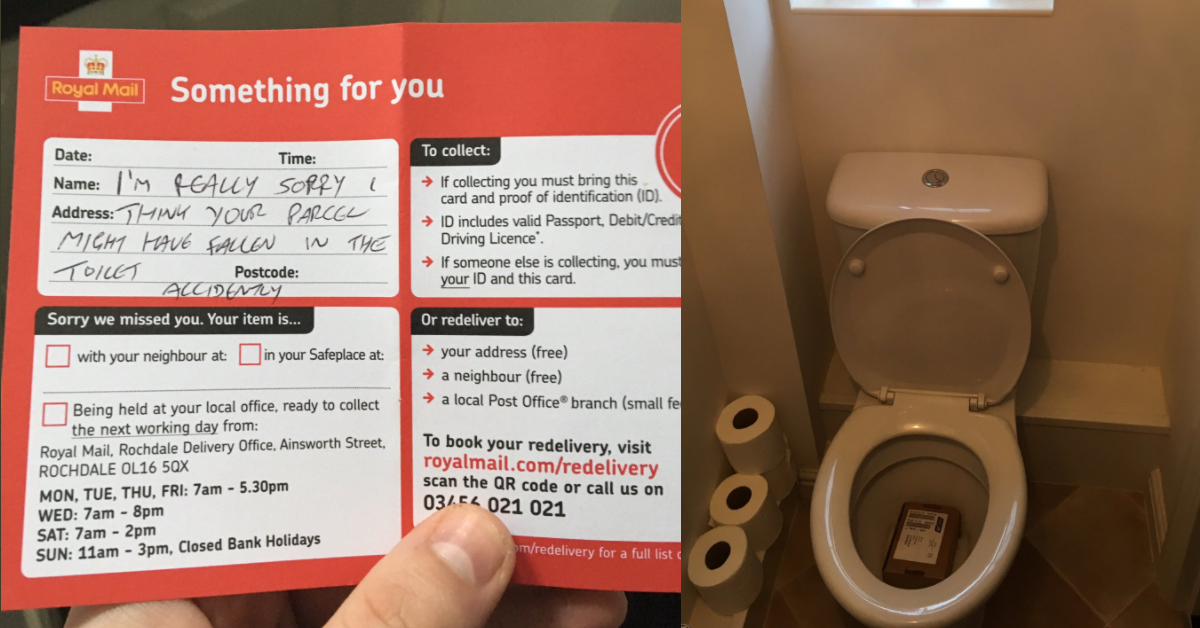 Royal Mail
Something for you
Date: Time:
Name: I'M REALLY SORRY I
Address: THINK YOUR PARCEL
MIGHT HAVE FALLEN IN THE
TOILET Postcode:
ACCIDENTLY
Sorry we missed you. Your item is...
with your neighbour at: in your Safeplace at:
Being held at your local office, ready to collect
the next working day from:
Royal Mail, Rochdale Delivery Office, Ainsworth Street,
ROCHDALE OL16 5QX
MON, TUE, THU, FRI: 7am - 5.30pm
WED: 7am - 8pm
SAT: 7am - 2pm
SUN: 11am - 3pm, Closed Bank Holidays
To collect:
→ If collecting you must bring this
card and proof of identification (ID).
→ ID includes valid Passport, Debit/Credit
Driving Licence*.
→ If someone else is collecting, you must
your ID and this card.
Or redeliver to:
→ your address (free)
→ a neighbour (free)
→ a local Post Office® branch (small fe
To book your redelivery, visit
royalmail.com/redelivery
scan the QR code or call us on
03456 021 021
om/redelivery for a full list